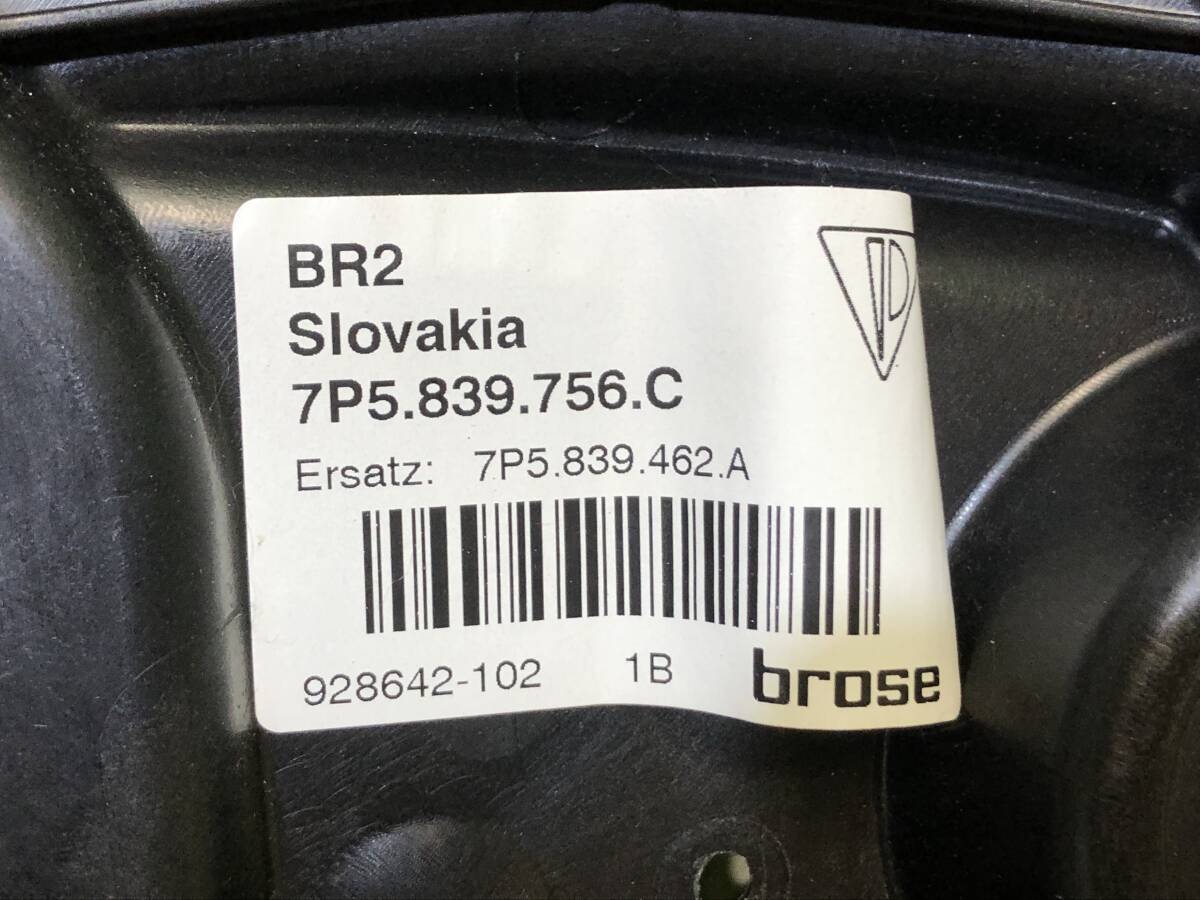 BR2
Slovakia
7P5.839.756.C
Ersatz: 7P5.839.462.A
928642-102 1B brose